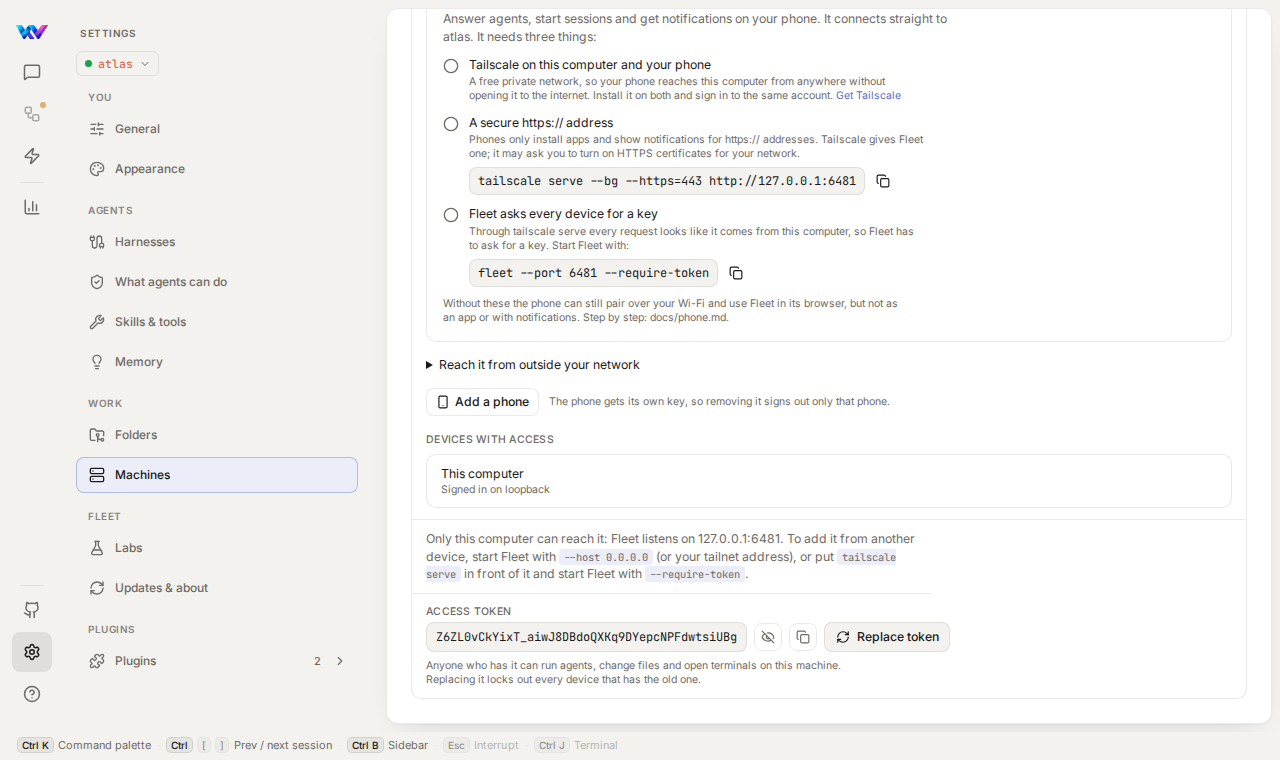 SETTINGS
atlas
YOU
General
Appearance
AGENTS
Harnesses
What agents can do
Skills & tools
Memory
WORK
Folders
Machines
FLEET
Labs
Updates & about
PLUGINS
Plugins 2
Answer agents, start sessions and get notifications on your phone. It connects straight to
atlas. It needs three things:
Tailscale on this computer and your phone
A free private network, so your phone reaches this computer from anywhere without
opening it to the internet. Install it on both and sign in to the same account. Get Tailscale
A secure https:// address
Phones only install apps and show notifications for https:// addresses. Tailscale gives Fleet
one; it may ask you to turn on HTTPS certificates for your network.
tailscale serve --bg --https=443 http://127.0.0.1:6481
Fleet asks every device for a key
Through tailscale serve every request looks like it comes from this computer, so Fleet has
to ask for a key. Start Fleet with:
fleet --port 6481 --require-token
Without these the phone can still pair over your Wi-Fi and use Fleet in its browser, but not as
an app or with notifications. Step by step: docs/phone.md.
Reach it from outside your network
Add a phone The phone gets its own key, so removing it signs out only that phone.
DEVICES WITH ACCESS
This computer
Signed in on loopback
Only this computer can reach it: Fleet listens on 127.0.0.1:6481. To add it from another
device, start Fleet with --host 0.0.0.0 (or your tailnet address), or put tailscale
serve in front of it and start Fleet with --require-token.
ACCESS TOKEN
Z6ZL0vCkYixT_aiwJ8DBdoQXKq9DYepcNPFdwtsiUBg Replace token
Anyone who has it can run agents, change files and open terminals on this machine.
Replacing it locks out every device that has the old one.
Ctrl K Command palette Ctrl [ ] Prev / next session Ctrl B Sidebar Esc Interrupt Ctrl J Terminal